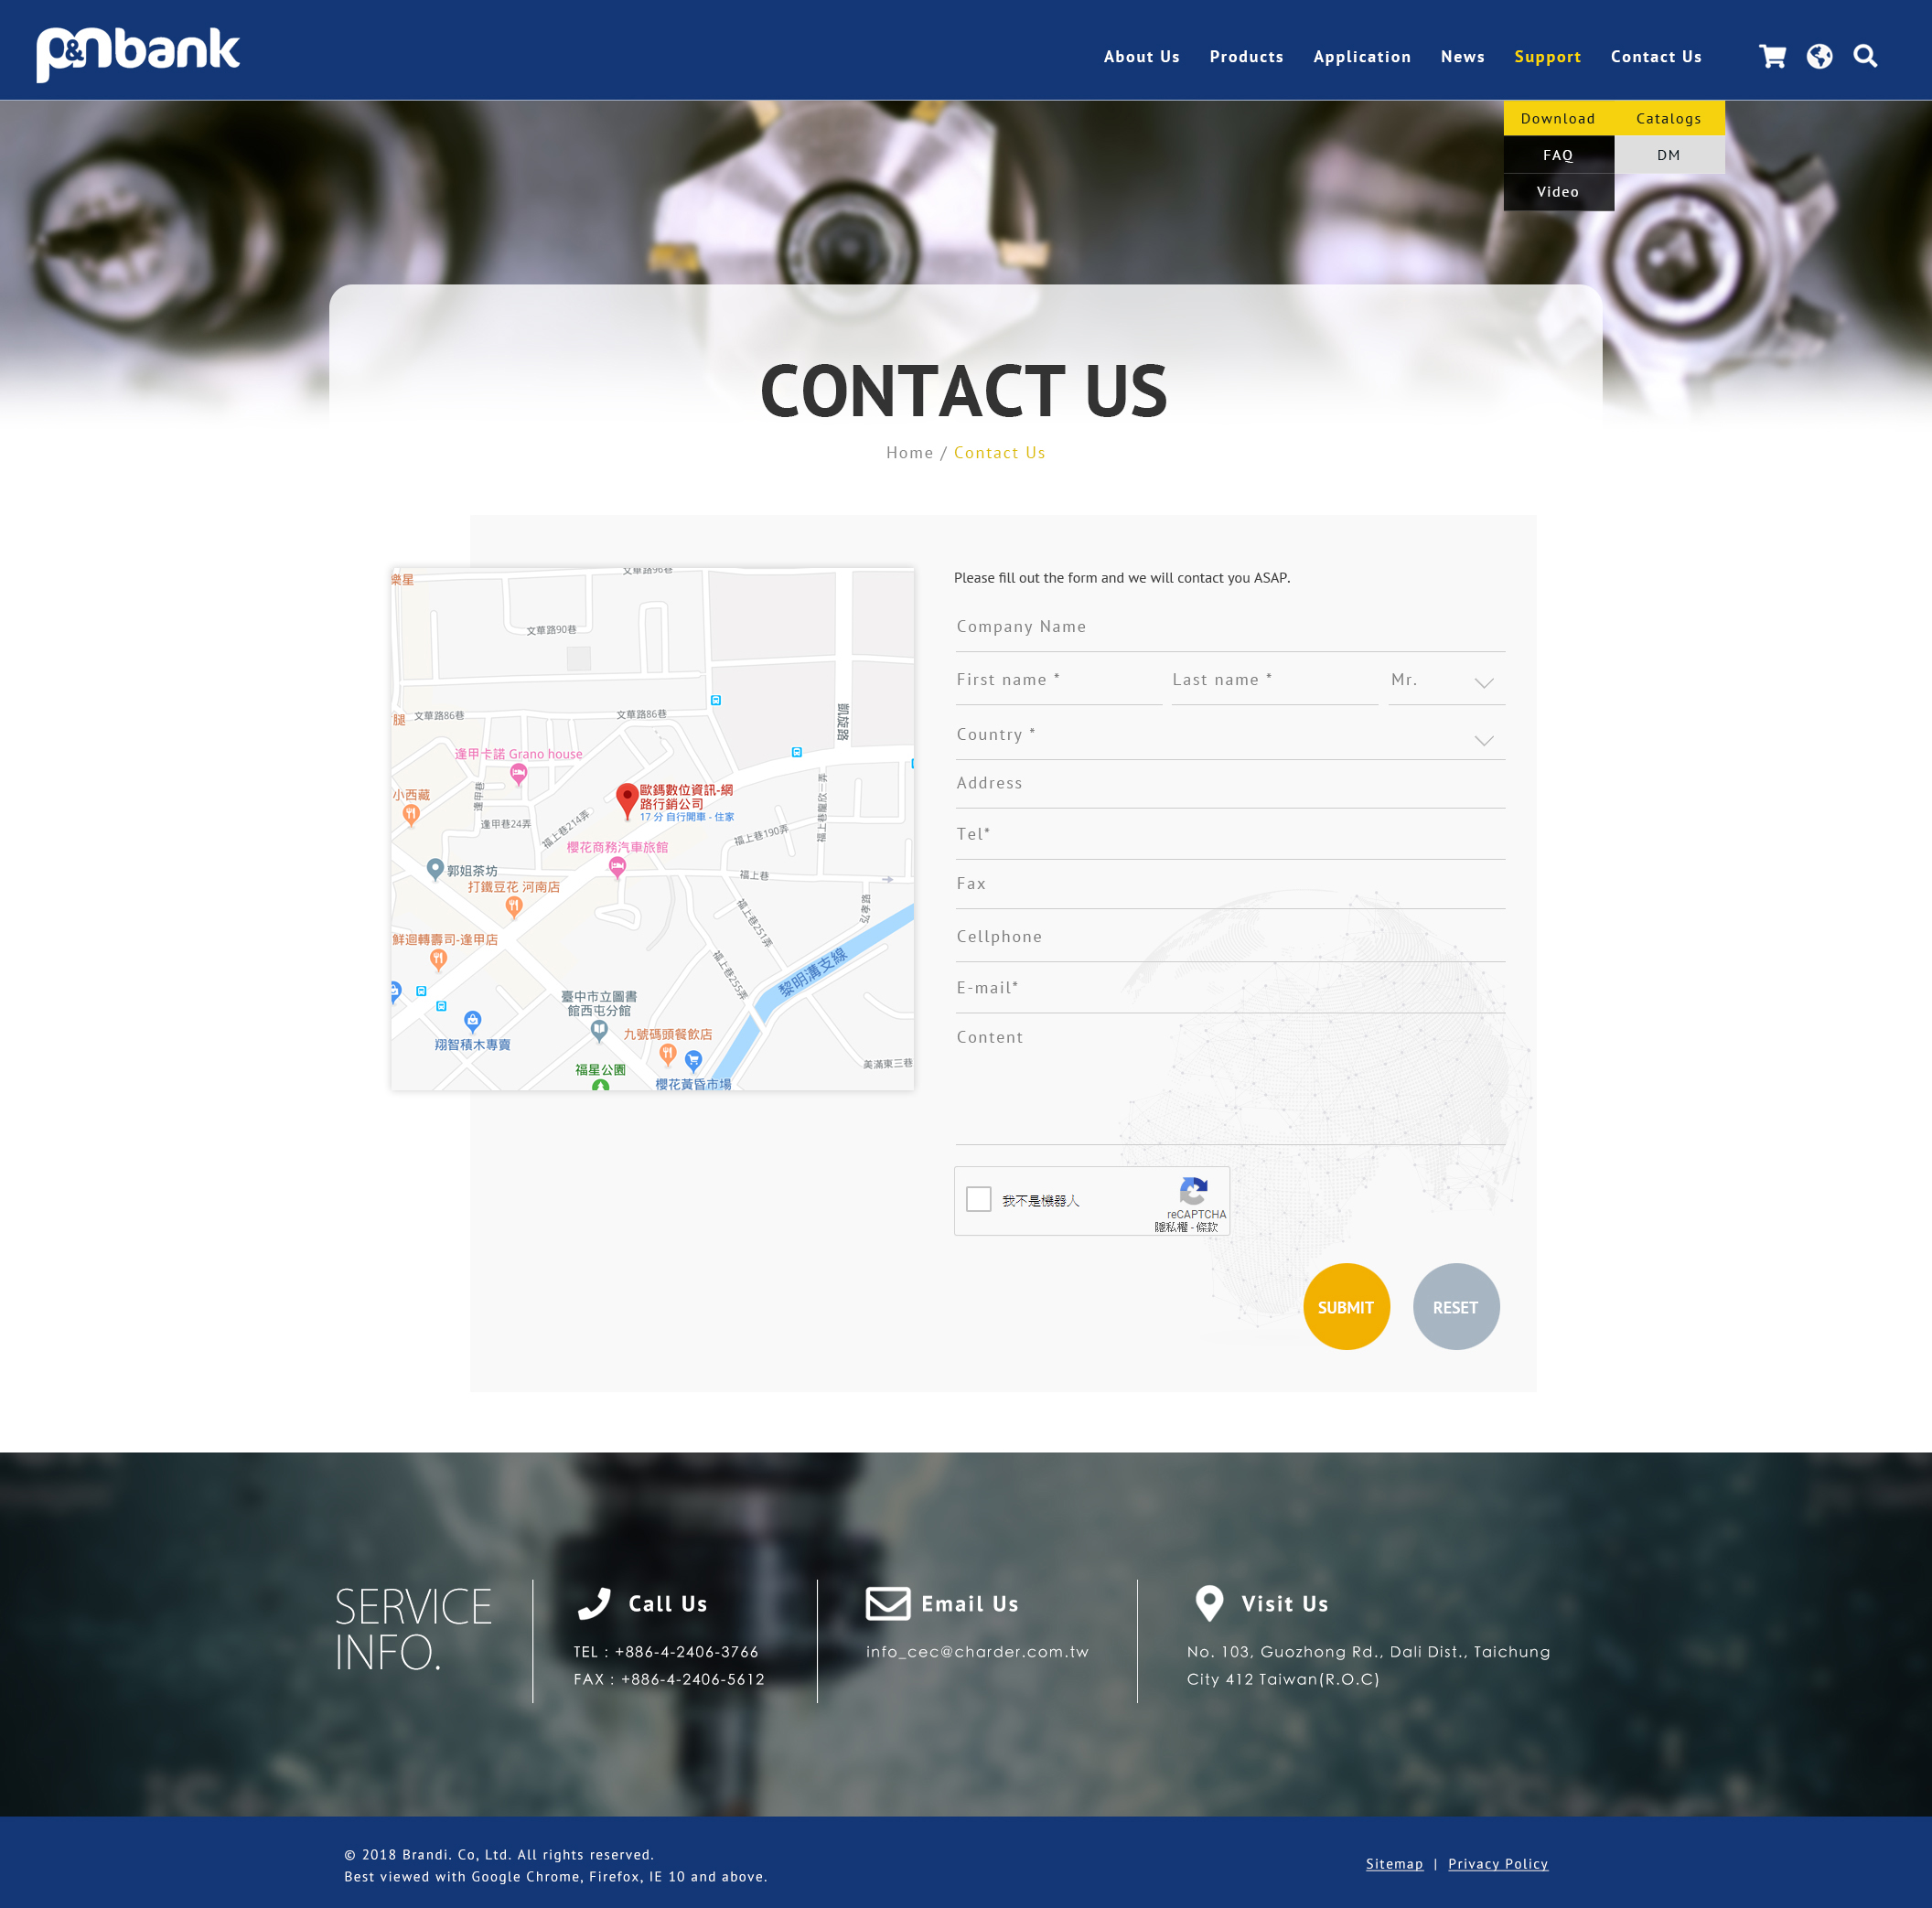 P&Nbank
About Us Products Application News Support Contact Us
Download Catalogs
FAQ DM
Video
CONTACT US
Home / Contact Us
Please fill out the form and we will contact you ASAP.
Company Name
First name * Last name * Mr.
Country *
Address
Tel*
Fax
Cellphone
E-mail*
Content
樂星
文華路96巷
文華路90巷
腿
文華路86巷
文華路86巷
凱旋路
逢甲卡諾 Grano house
小西藏
逢甲巷
歐鎷數位資訊-網
路行銷公司
17 分 自行開車 - 住家
逢甲巷24弄
福上巷214弄
福上巷190弄
福上巷龍欣一弄
櫻花商務汽車旅館
郭姐茶坊
福上巷
打鐵豆花 河南店
福上巷251弄
鮮迴轉壽司-逢甲店
福上巷255弄
黎明溝支線
臺中市立圖書
館西屯分館
九號碼頭餐飲店
翔智積木專賣
福星公園
櫻花黃昏市場
美滿東三巷
我不是機器人
reCAPTCHA
隱私權 - 條款
SUBMIT RESET
SERVICE
INFO.
Call Us
TEL : +886-4-2406-3766
FAX : +886-4-2406-5612
Email Us
info_cec@charder.com.tw
Visit Us
No. 103, Guozhong Rd., Dali Dist., Taichung
City 412 Taiwan(R.O.C)
© 2018 Brandi. Co, Ltd. All rights reserved.
Best viewed with Google Chrome, Firefox, IE 10 and above.
Sitemap | Privacy Policy